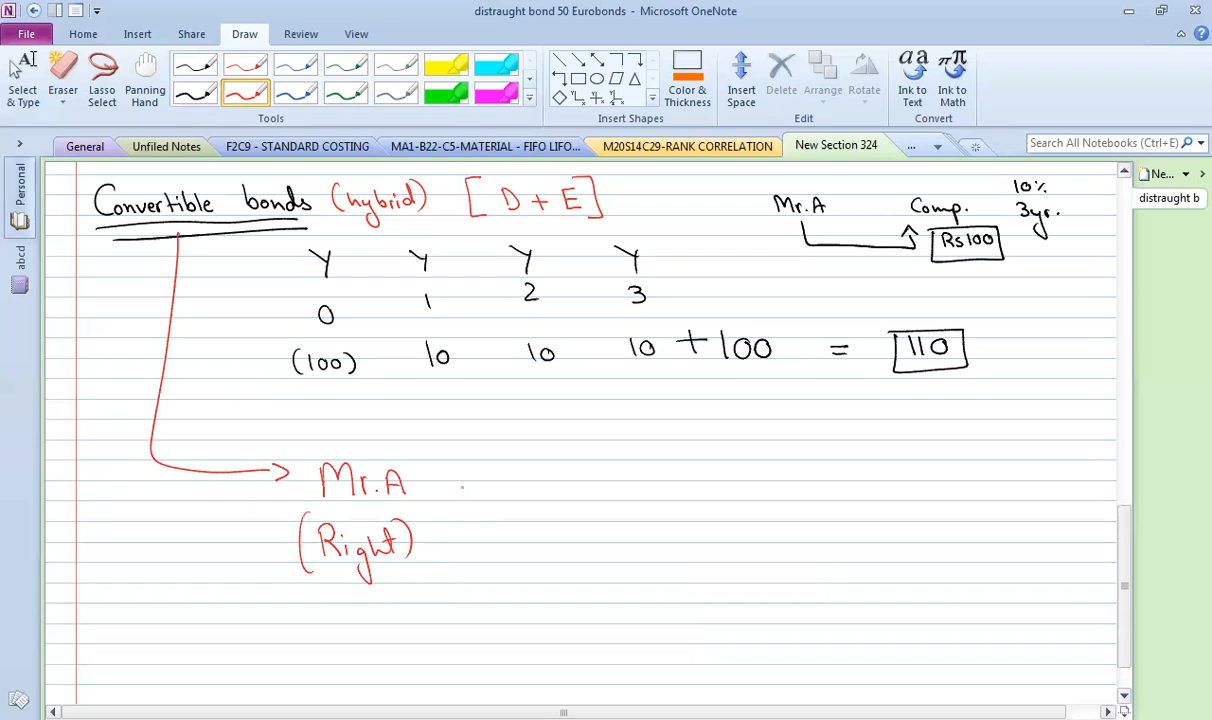 distraught bond 50 Eurobonds - Microsoft OneNote
File Home Insert Share Draw Review View
Select & Type Eraser Lasso Select Panning Hand Color & Thickness Insert Space Delete Arrange Rotate Ink to Text Ink to Math
Tools Insert Shapes Edit Convert
General Unfiled Notes F2C9 - STANDARD COSTING MA1-B22-C5-MATERIAL - FIFO LIFO... M20S14C29-RANK CORRELATION New Section 324 ... Search All Notebooks (Ctrl+E)
Personal
abcd
Ne...
distraught b
Convertible bonds (hybrid) [D + E]
Mr.A Comp. 10% 3yr.
Rs100
Y Y Y Y
0 1 2 3
(100) 10 10 10 + 100 = 110
Mr.A
(Right)